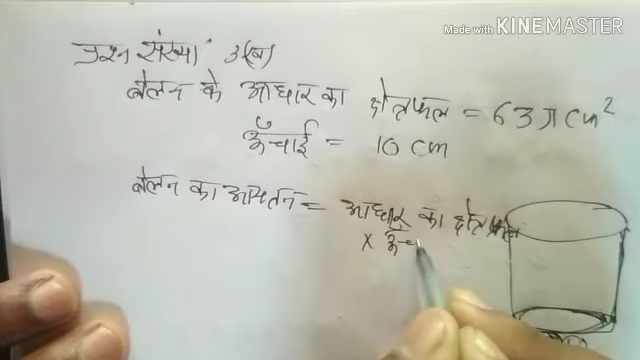 Made with KINEMASTER
प्रश्न संख्या 3(ब)
बेलन के आधार का क्षेत्रफल = 63π cm²
ऊँचाई = 10 cm
बेलन का आयतन = आधार का क्षेत्रफल
× ऊँच